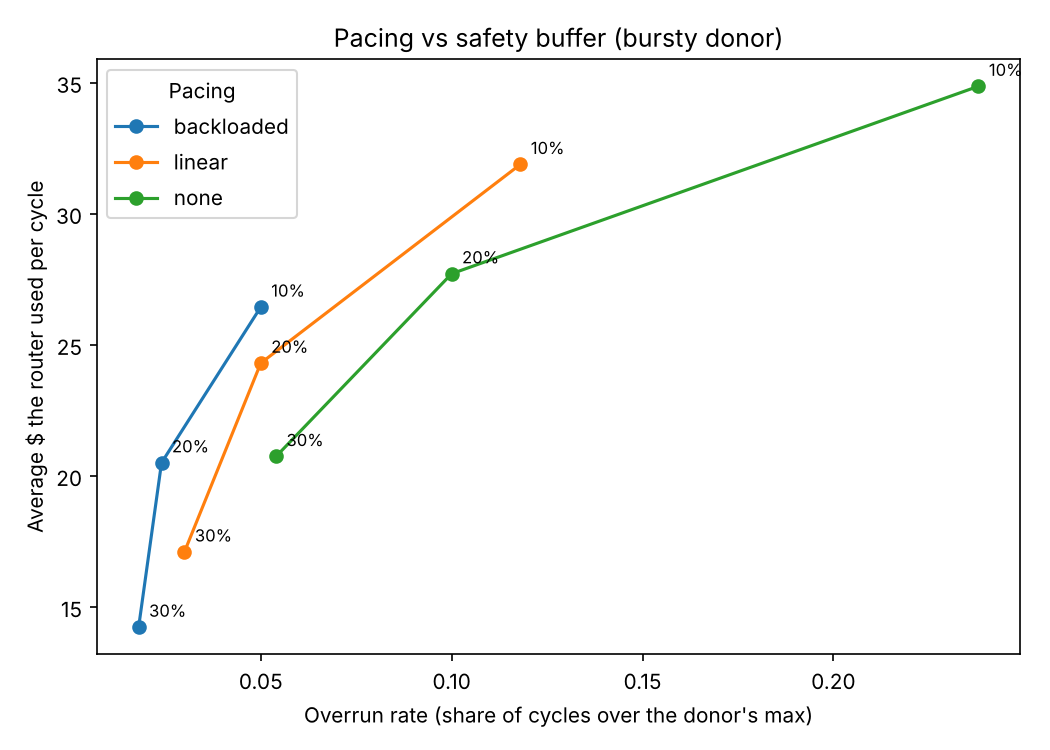 Pacing vs safety buffer (bursty donor)
Pacing
backloaded
linear
none
Average $ the router used per cycle
35
30
25
20
15
10%
20%
30%
10%
20%
30%
10%
20%
30%
0.05
0.10
0.15
0.20
Overrun rate (share of cycles over the donor's max)